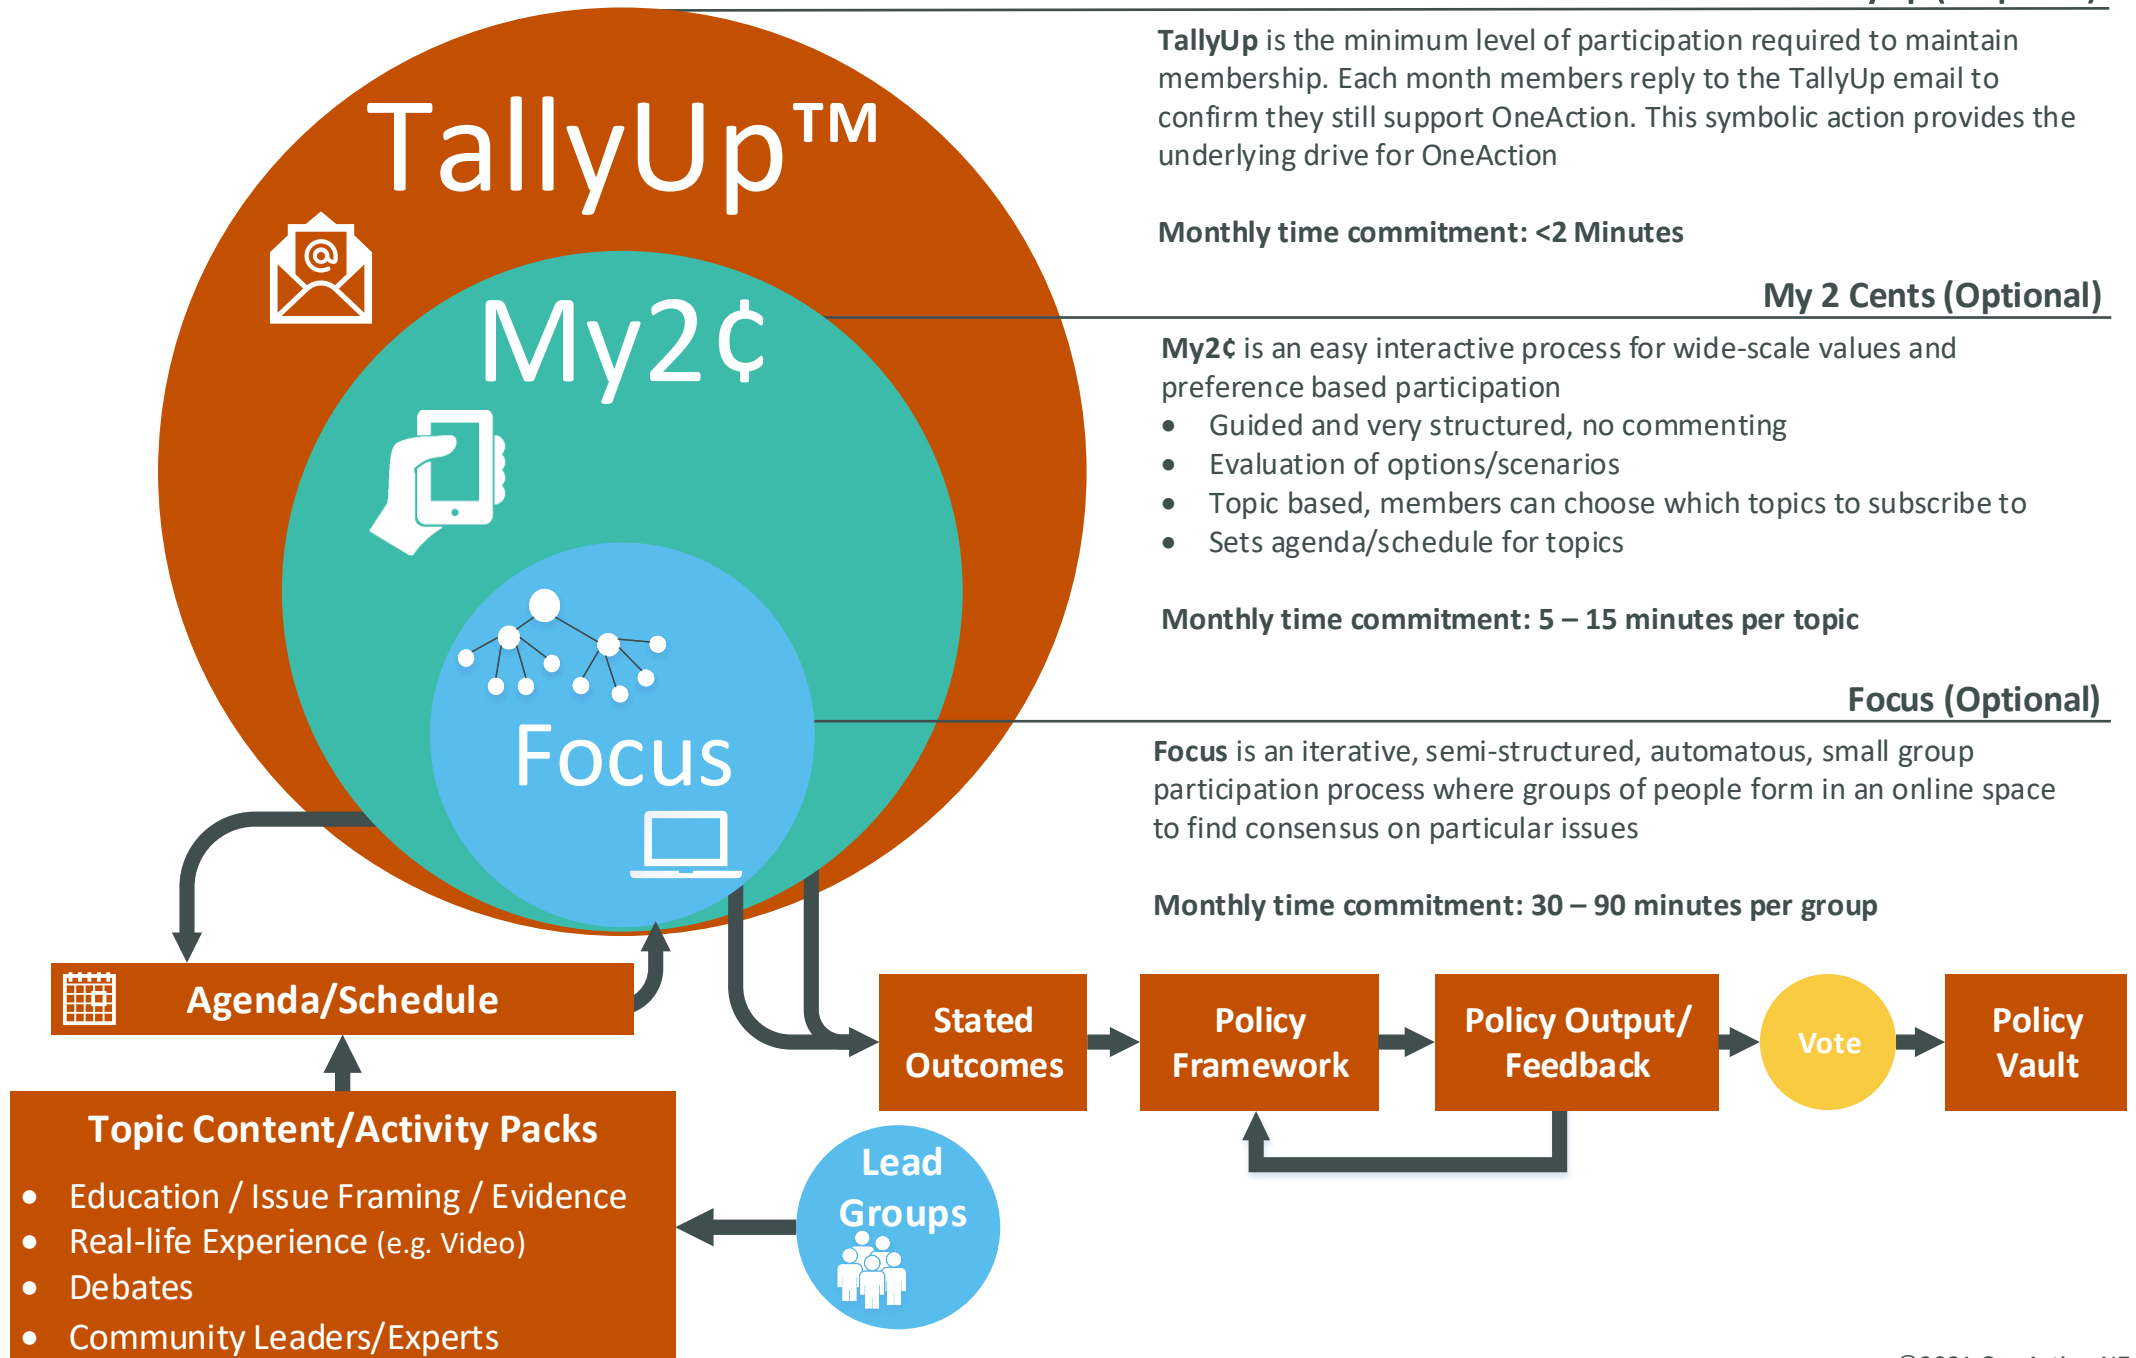 TallyUp™
My2¢
Focus
TallyUp is the minimum level of participation required to maintain
membership. Each month members reply to the TallyUp email to
confirm they still support OneAction. This symbolic action provides the
underlying drive for OneAction
Monthly time commitment: <2 Minutes
My 2 Cents (Optional)
My2¢ is an easy interactive process for wide-scale values and
preference based participation
• Guided and very structured, no commenting
• Evaluation of options/scenarios
• Topic based, members can choose which topics to subscribe to
• Sets agenda/schedule for topics
Monthly time commitment: 5 – 15 minutes per topic
Focus (Optional)
Focus is an iterative, semi-structured, automatous, small group
participation process where groups of people form in an online space
to find consensus on particular issues
Monthly time commitment: 30 – 90 minutes per group
Agenda/Schedule
Stated
Outcomes
Policy
Framework
Policy Output/
Feedback
Vote
Policy
Vault
Topic Content/Activity Packs
• Education / Issue Framing / Evidence
• Real-life Experience (e.g. Video)
• Debates
• Community Leaders/Experts
Lead
Groups